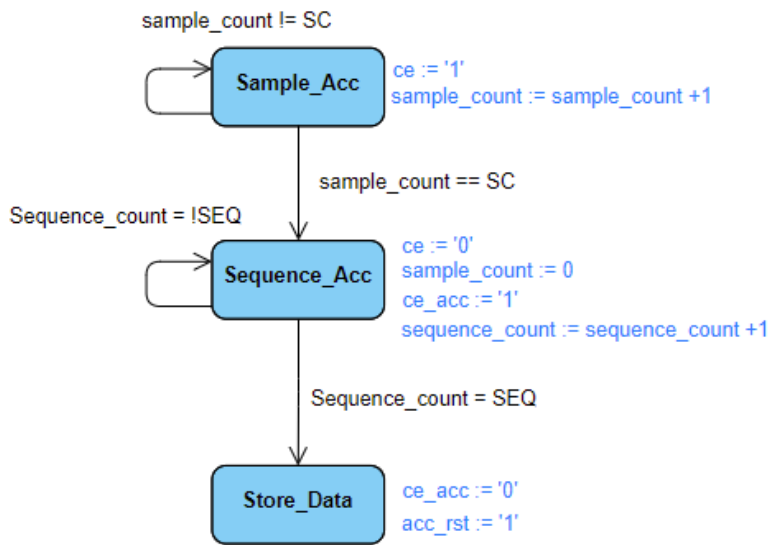 sample_count != SC
Sample_Acc
ce := '1'
sample_count := sample_count +1
sample_count == SC
Sequence_count = !SEQ
Sequence_Acc
ce := '0'
sample_count := 0
ce_acc := '1'
sequence_count := sequence_count +1
Sequence_count = SEQ
Store_Data
ce_acc := '0'
acc_rst := '1'